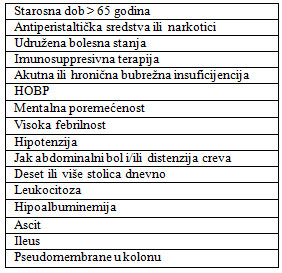 Starosna dob > 65 godina
Antiperistaltička sredstva ili narkotici
Udružena bolesna stanja
Imunosuppresivna terapija
Akutna ili hronična bubrežna insuficijencija
HOBP
Mentalna poremećenost
Visoka febrilnost
Hipotenzija
Jak abdominalni bol i/ili distenzija creva
Deset ili više stolica dnevno
Leukocitoza
Hipoalbuminemija
Ascit
Ileus
Pseudomembrane u kolonu